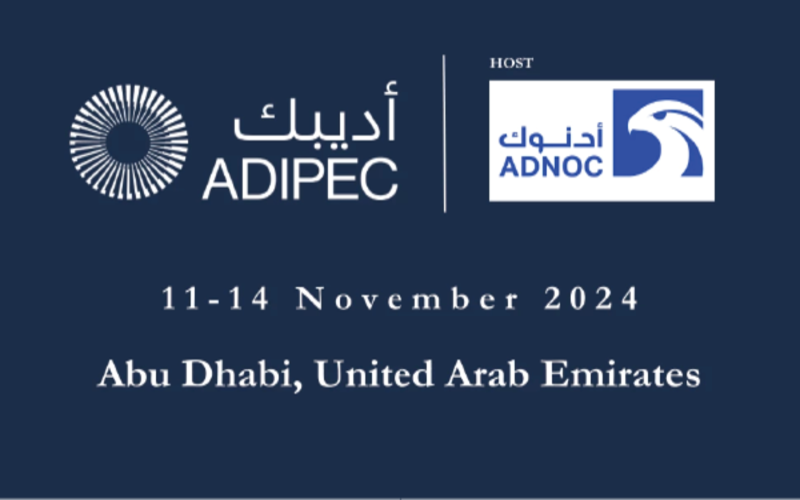 أديبك
ADIPEC
HOST
أدنوك
ADNOC
11-14 November 2024
Abu Dhabi, United Arab Emirates